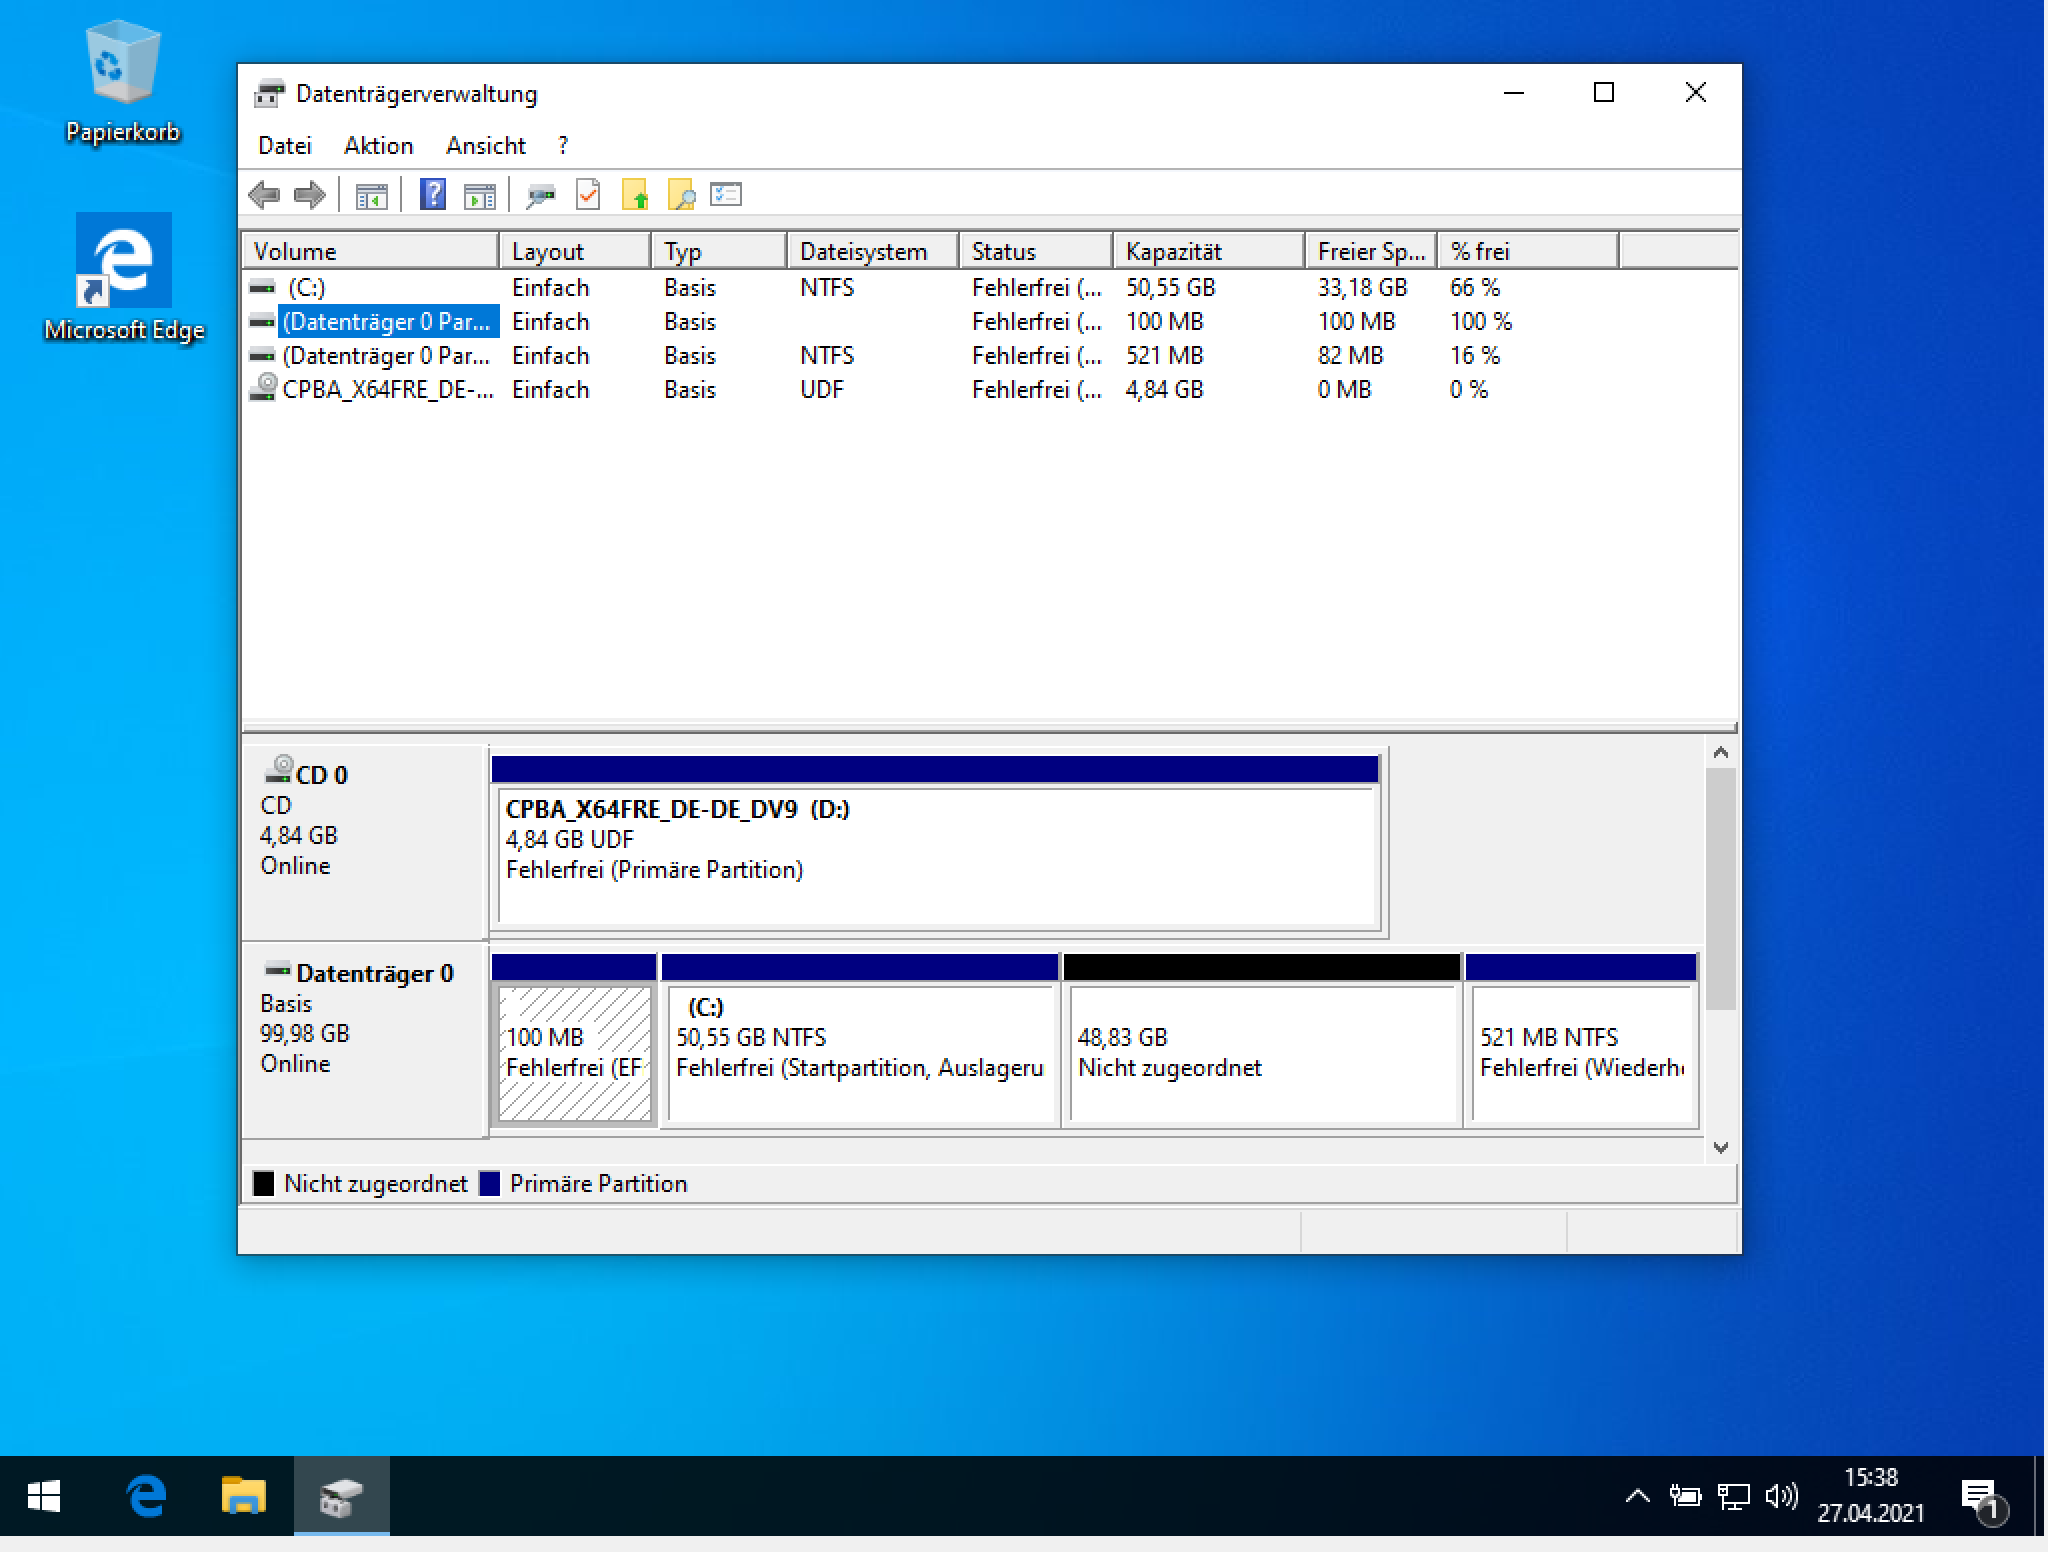 Papierkorb
Microsoft Edge
Datenträgerverwaltung
Datei Aktion Ansicht ?
Volume Layout Typ Dateisystem Status Kapazität Freier Sp... % frei
(C:) Einfach Basis NTFS Fehlerfrei (... 50,55 GB 33,18 GB 66 %
(Datenträger 0 Par... Einfach Basis Fehlerfrei (... 100 MB 100 MB 100 %
(Datenträger 0 Par... Einfach Basis NTFS Fehlerfrei (... 521 MB 82 MB 16 %
CPBA_X64FRE_DE-... Einfach Basis UDF Fehlerfrei (... 4,84 GB 0 MB 0 %
CD 0
CD
4,84 GB
Online
CPBA_X64FRE_DE-DE_DV9 (D:)
4,84 GB UDF
Fehlerfrei (Primäre Partition)
Datenträger 0
Basis
99,98 GB
Online
100 MB
Fehlerfrei (EF
(C:)
50,55 GB NTFS
Fehlerfrei (Startpartition, Auslageru
48,83 GB
Nicht zugeordnet
521 MB NTFS
Fehlerfrei (Wiederh
Nicht zugeordnet Primäre Partition
15:38
27.04.2021
1